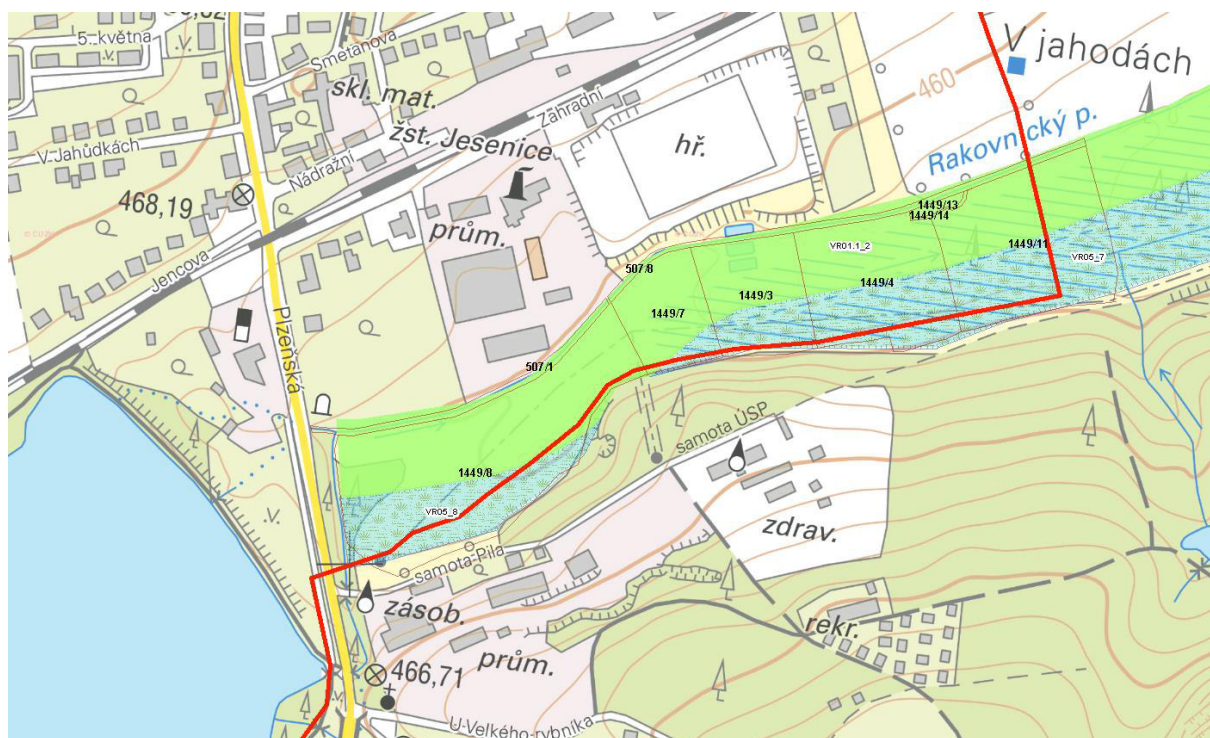 5. května
Smetanova
skl. mat.
V Jahůdkách
Nádražní
Zahradní
žst. Jesenice
468,19
prům.
hř.
460
V jahodách
Rakovnický p.
Jencova
Plzeňská
1449/13
1449/14
VR01.1_2
1449/11
VR05_7
507/8
1449/3
1449/4
1449/7
507/1
1449/8
VR05_8
samota ÚSP
zdrav.
samota-Pila
zásob.
prům.
rekr.
466,71
U-Velkého-rybníka